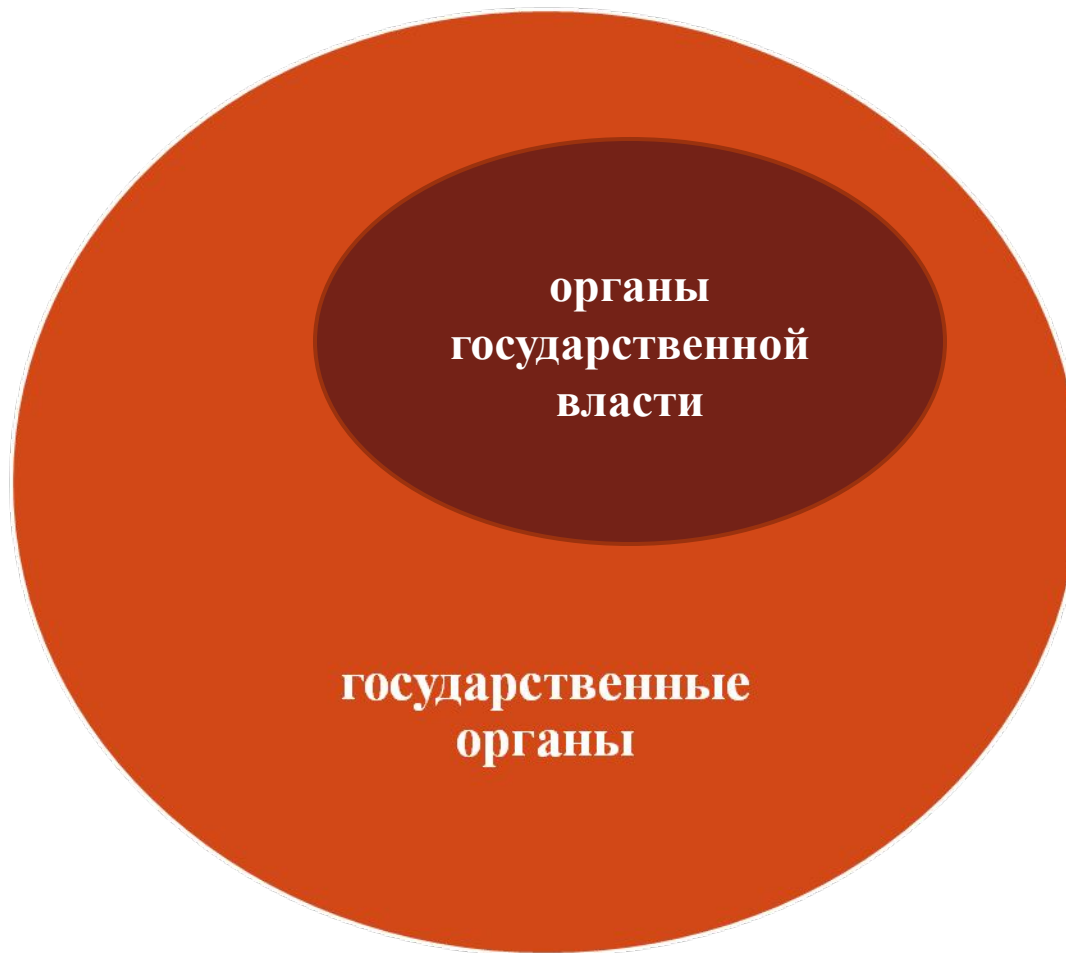 органы
государственной
власти
государственные
органы